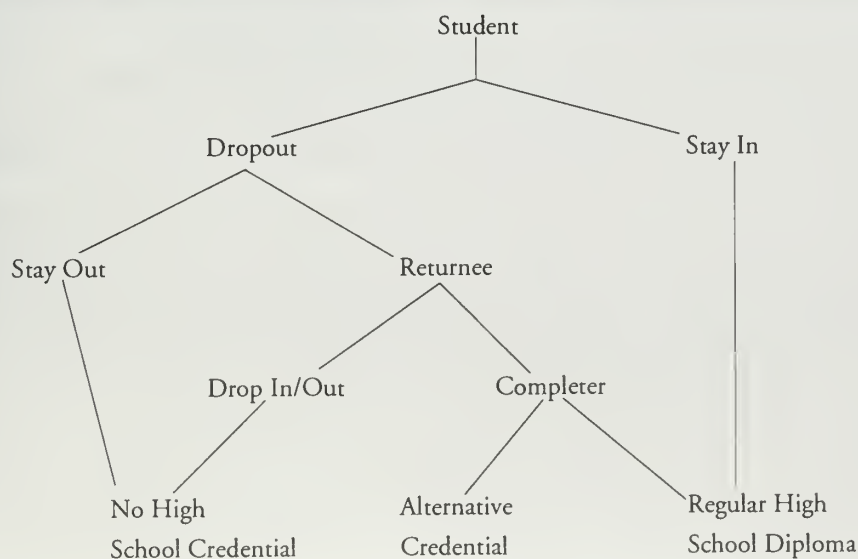 Student
Dropout
Stay In
Stay Out
Returnee
Drop In/Out
Completer
No High
School Credential
Alternative
Credential
Regular High
School Diploma